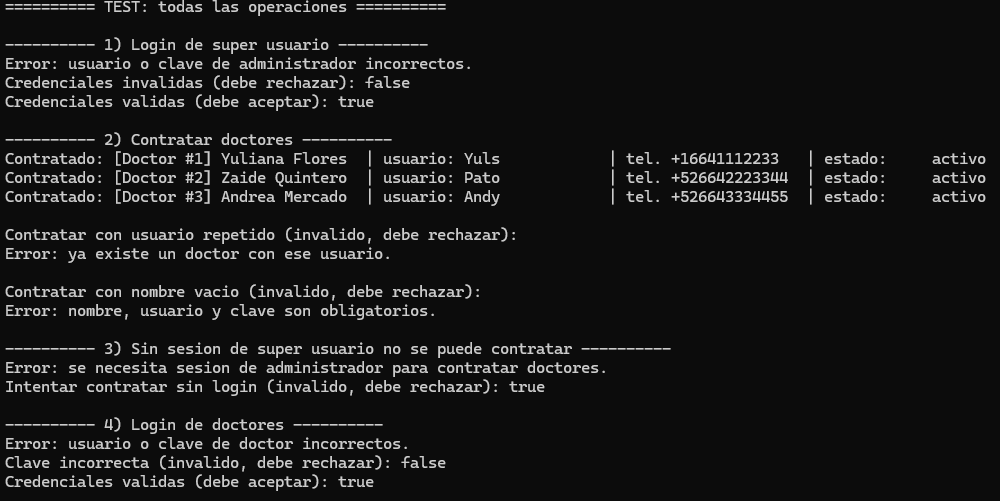 ========== TEST: todas las operaciones ==========
---------- 1) Login de super usuario ----------
Error: usuario o clave de administrador incorrectos.
Credenciales invalidas (debe rechazar): false
Credenciales validas (debe aceptar): true
---------- 2) Contratar doctores ----------
Contratado: [Doctor #1] Yuliana Flores  | usuario: Yuls            | tel. +16641112233   | estado:     activo
Contratado: [Doctor #2] Zaide Quintero  | usuario: Pato            | tel. +526642223344  | estado:     activo
Contratado: [Doctor #3] Andrea Mercado  | usuario: Andy            | tel. +526643334455  | estado:     activo
Contratar con usuario repetido (invalido, debe rechazar):
Error: ya existe un doctor con ese usuario.
Contratar con nombre vacio (invalido, debe rechazar):
Error: nombre, usuario y clave son obligatorios.
---------- 3) Sin sesion de super usuario no se puede contratar ----------
Error: se necesita sesion de administrador para contratar doctores.
Intentar contratar sin login (invalido, debe rechazar): true
---------- 4) Login de doctores ----------
Error: usuario o clave de doctor incorrectos.
Clave incorrecta (invalido, debe rechazar): false
Credenciales validas (debe aceptar): true